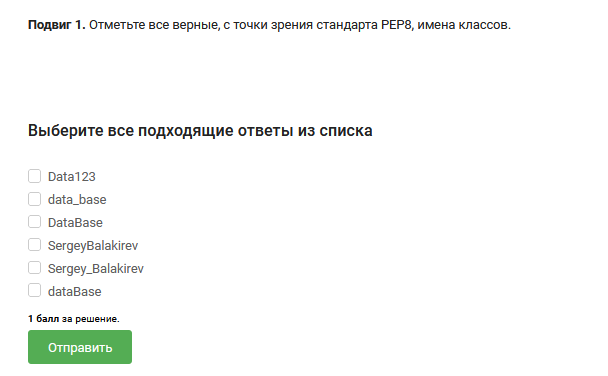 Подвиг 1. Отметьте все верные, с точки зрения стандарта PEP8, имена классов.
Выберите все подходящие ответы из списка
Data123
data_base
DataBase
SergeyBalakirev
Sergey_Balakirev
dataBase
1 балл за решение.
Отправить